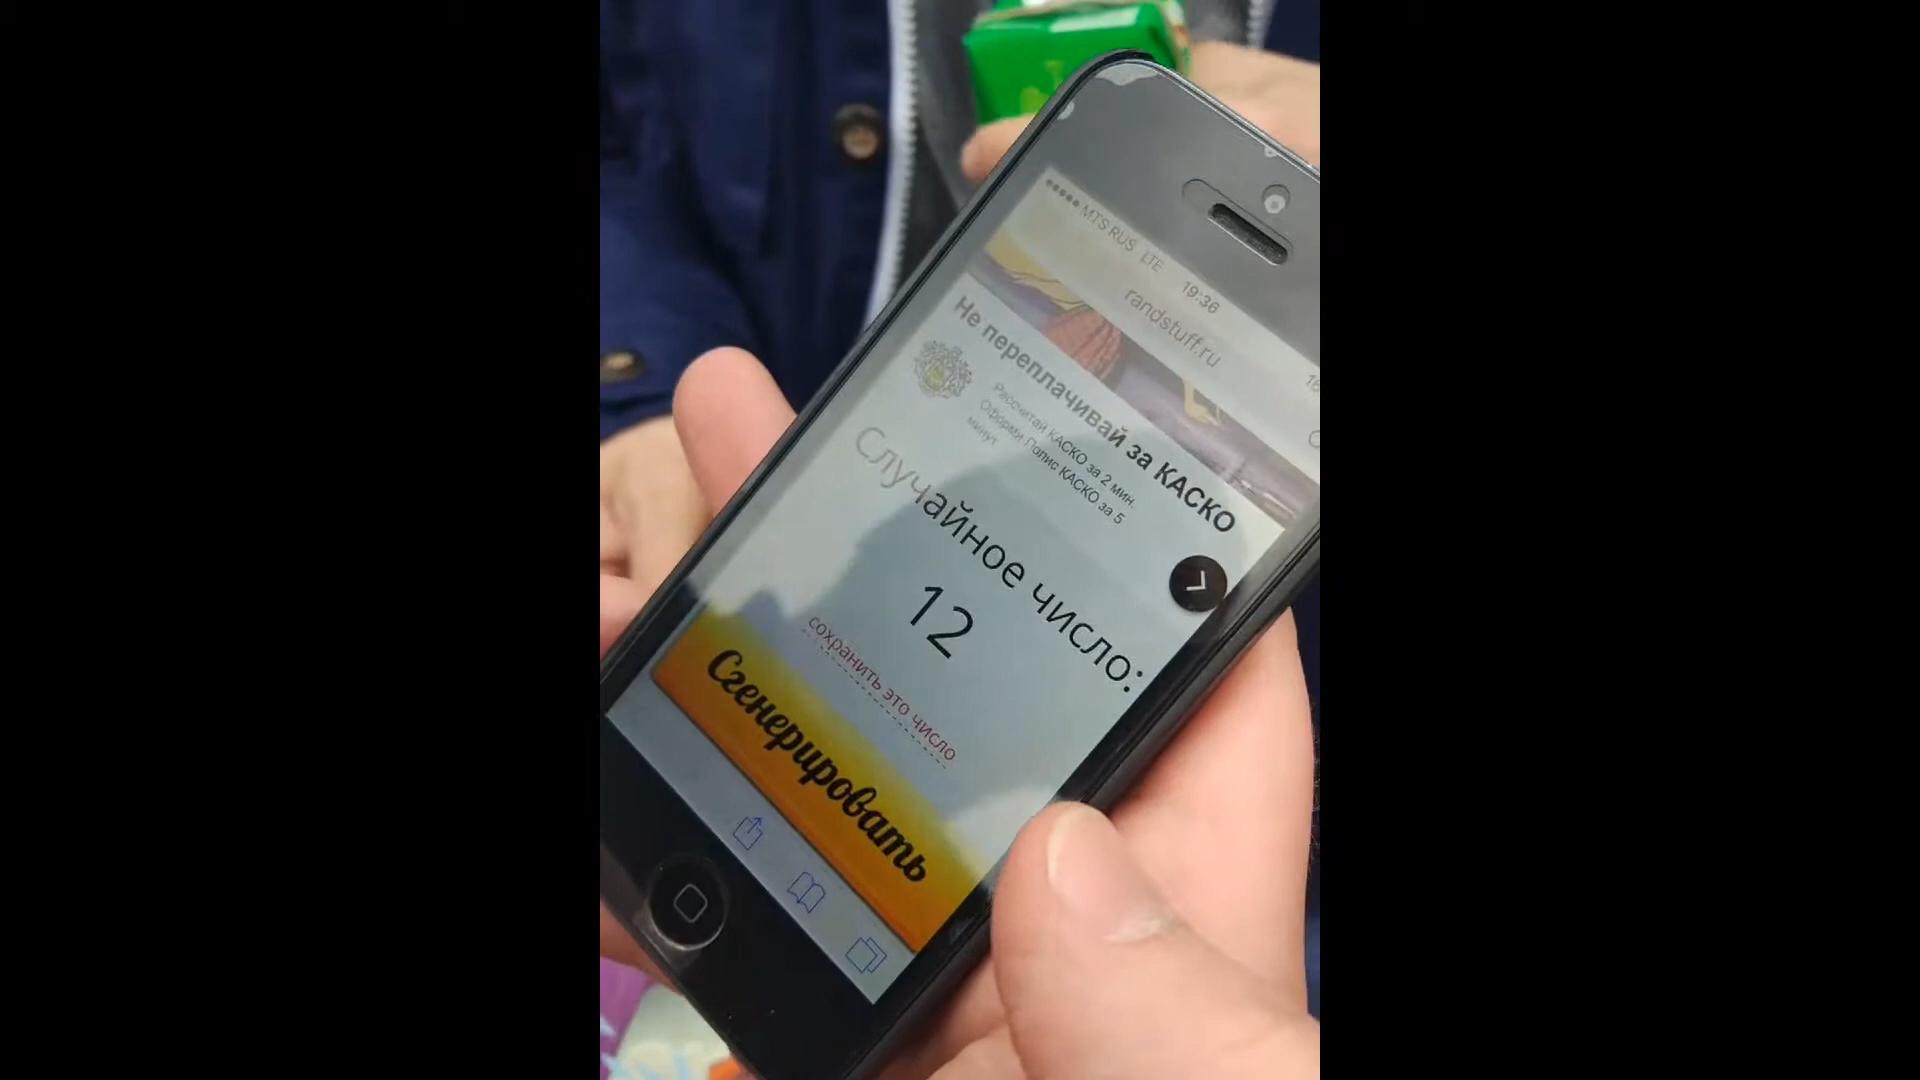 MTS RUS LTE 19:36
randstuff.ru
Не переплачивай за КАСКО
Рассчитай КАСКО за 2 мин.
Оформи Полис КАСКО за 5
минут
Случайное число:
12
сохранить это число
Сгенерировать